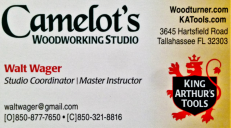 Camelot's
WOODWORKING STUDIO
Woodturner.com
KATools.com
3645 Hartsfield Road
Tallahassee FL 32303
Walt Wager
Studio Coordinator | Master Instructor
waltwager@gmail.com
[O]850-877-7650 • [C]850-321-8816
KING
ARTHUR'S
TOOLS